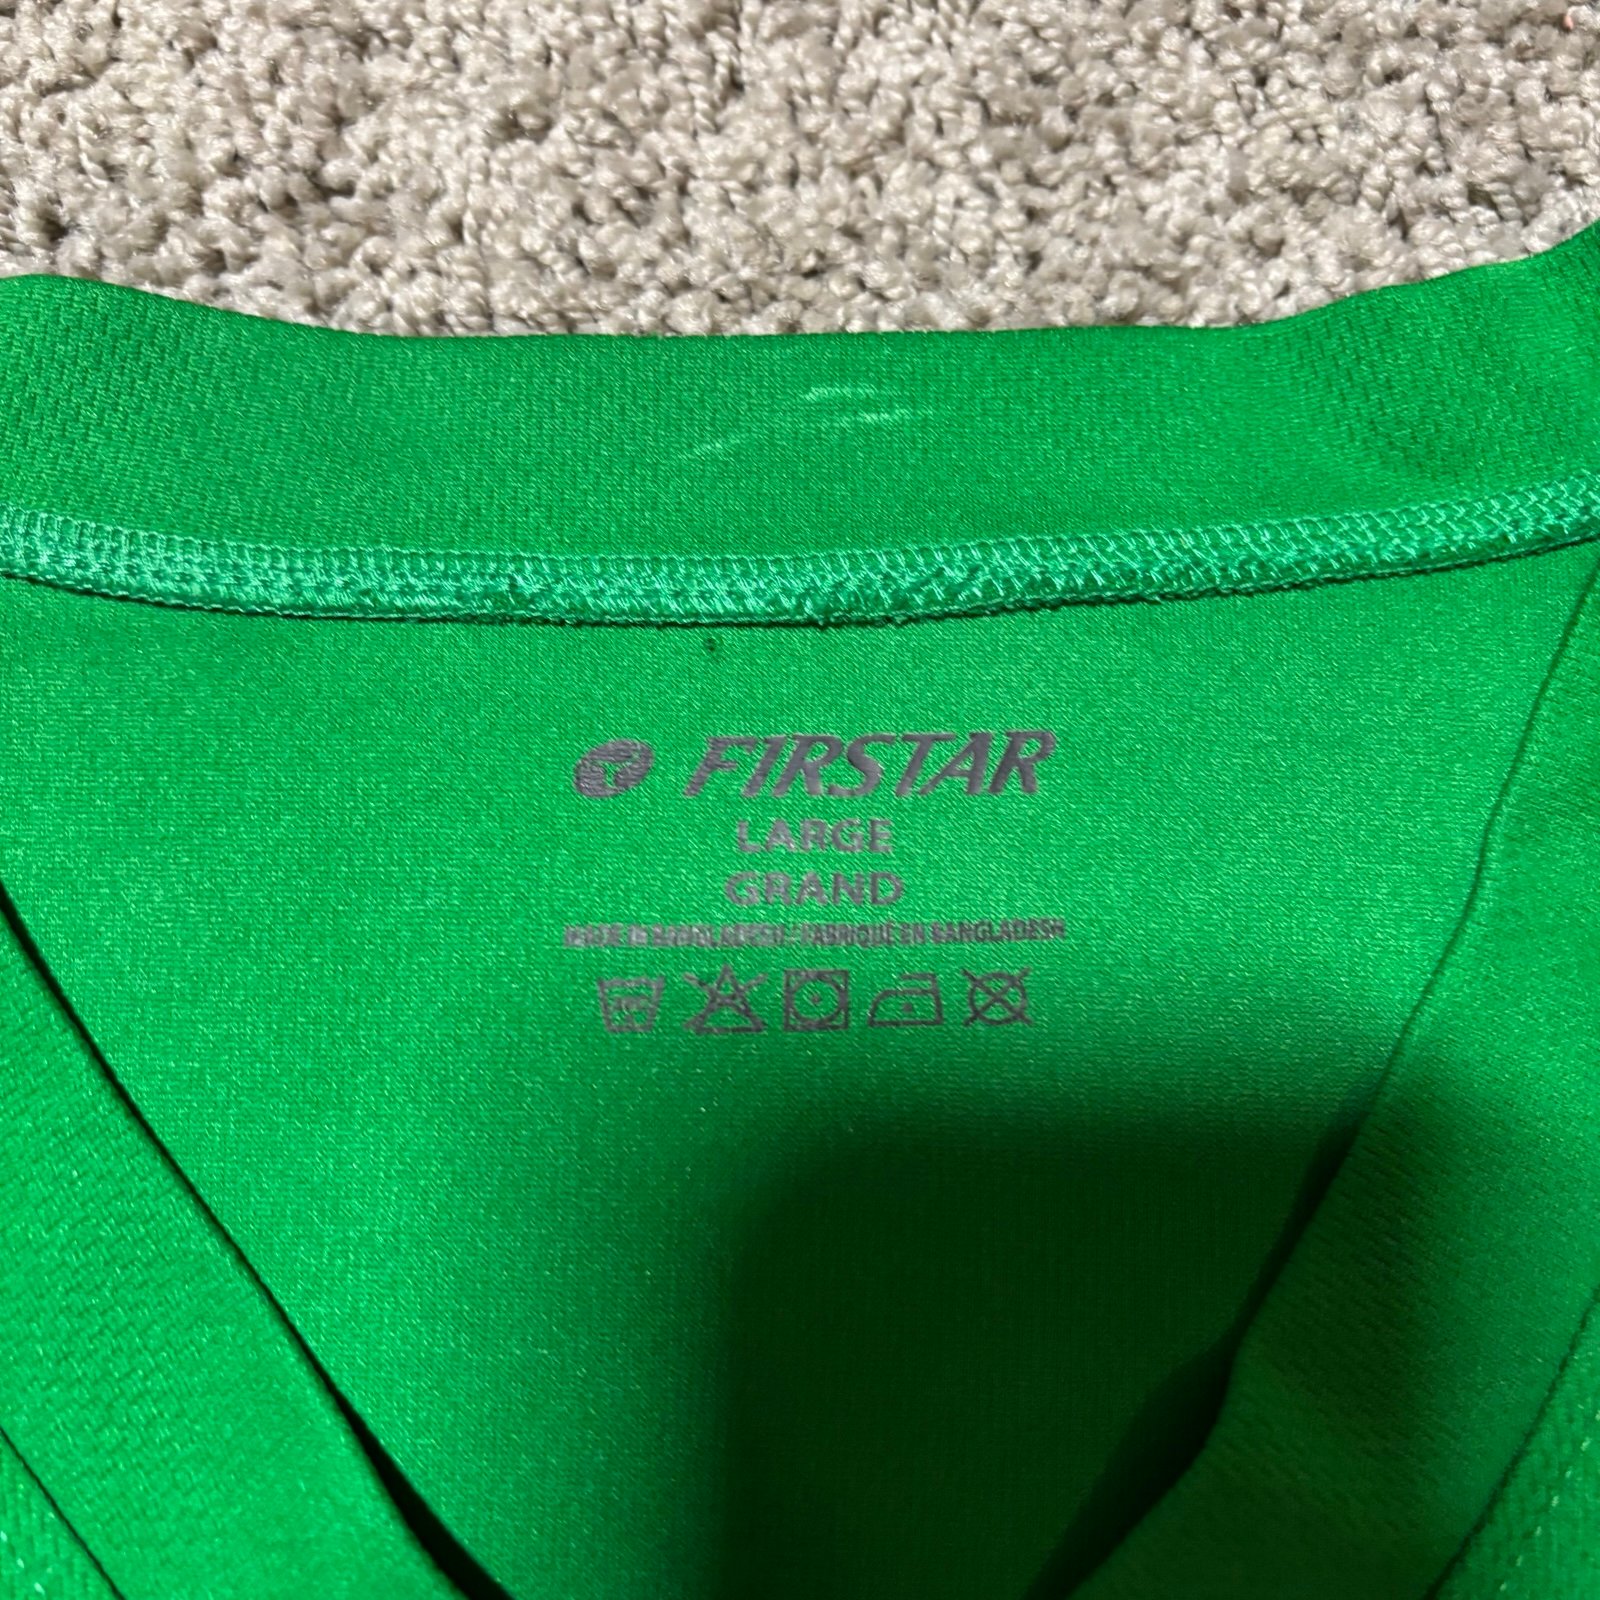 FIRSTAR
LARGE
GRAND
MADE IN BANGLADESH / FABRIQUÉ EN BANGLADESH